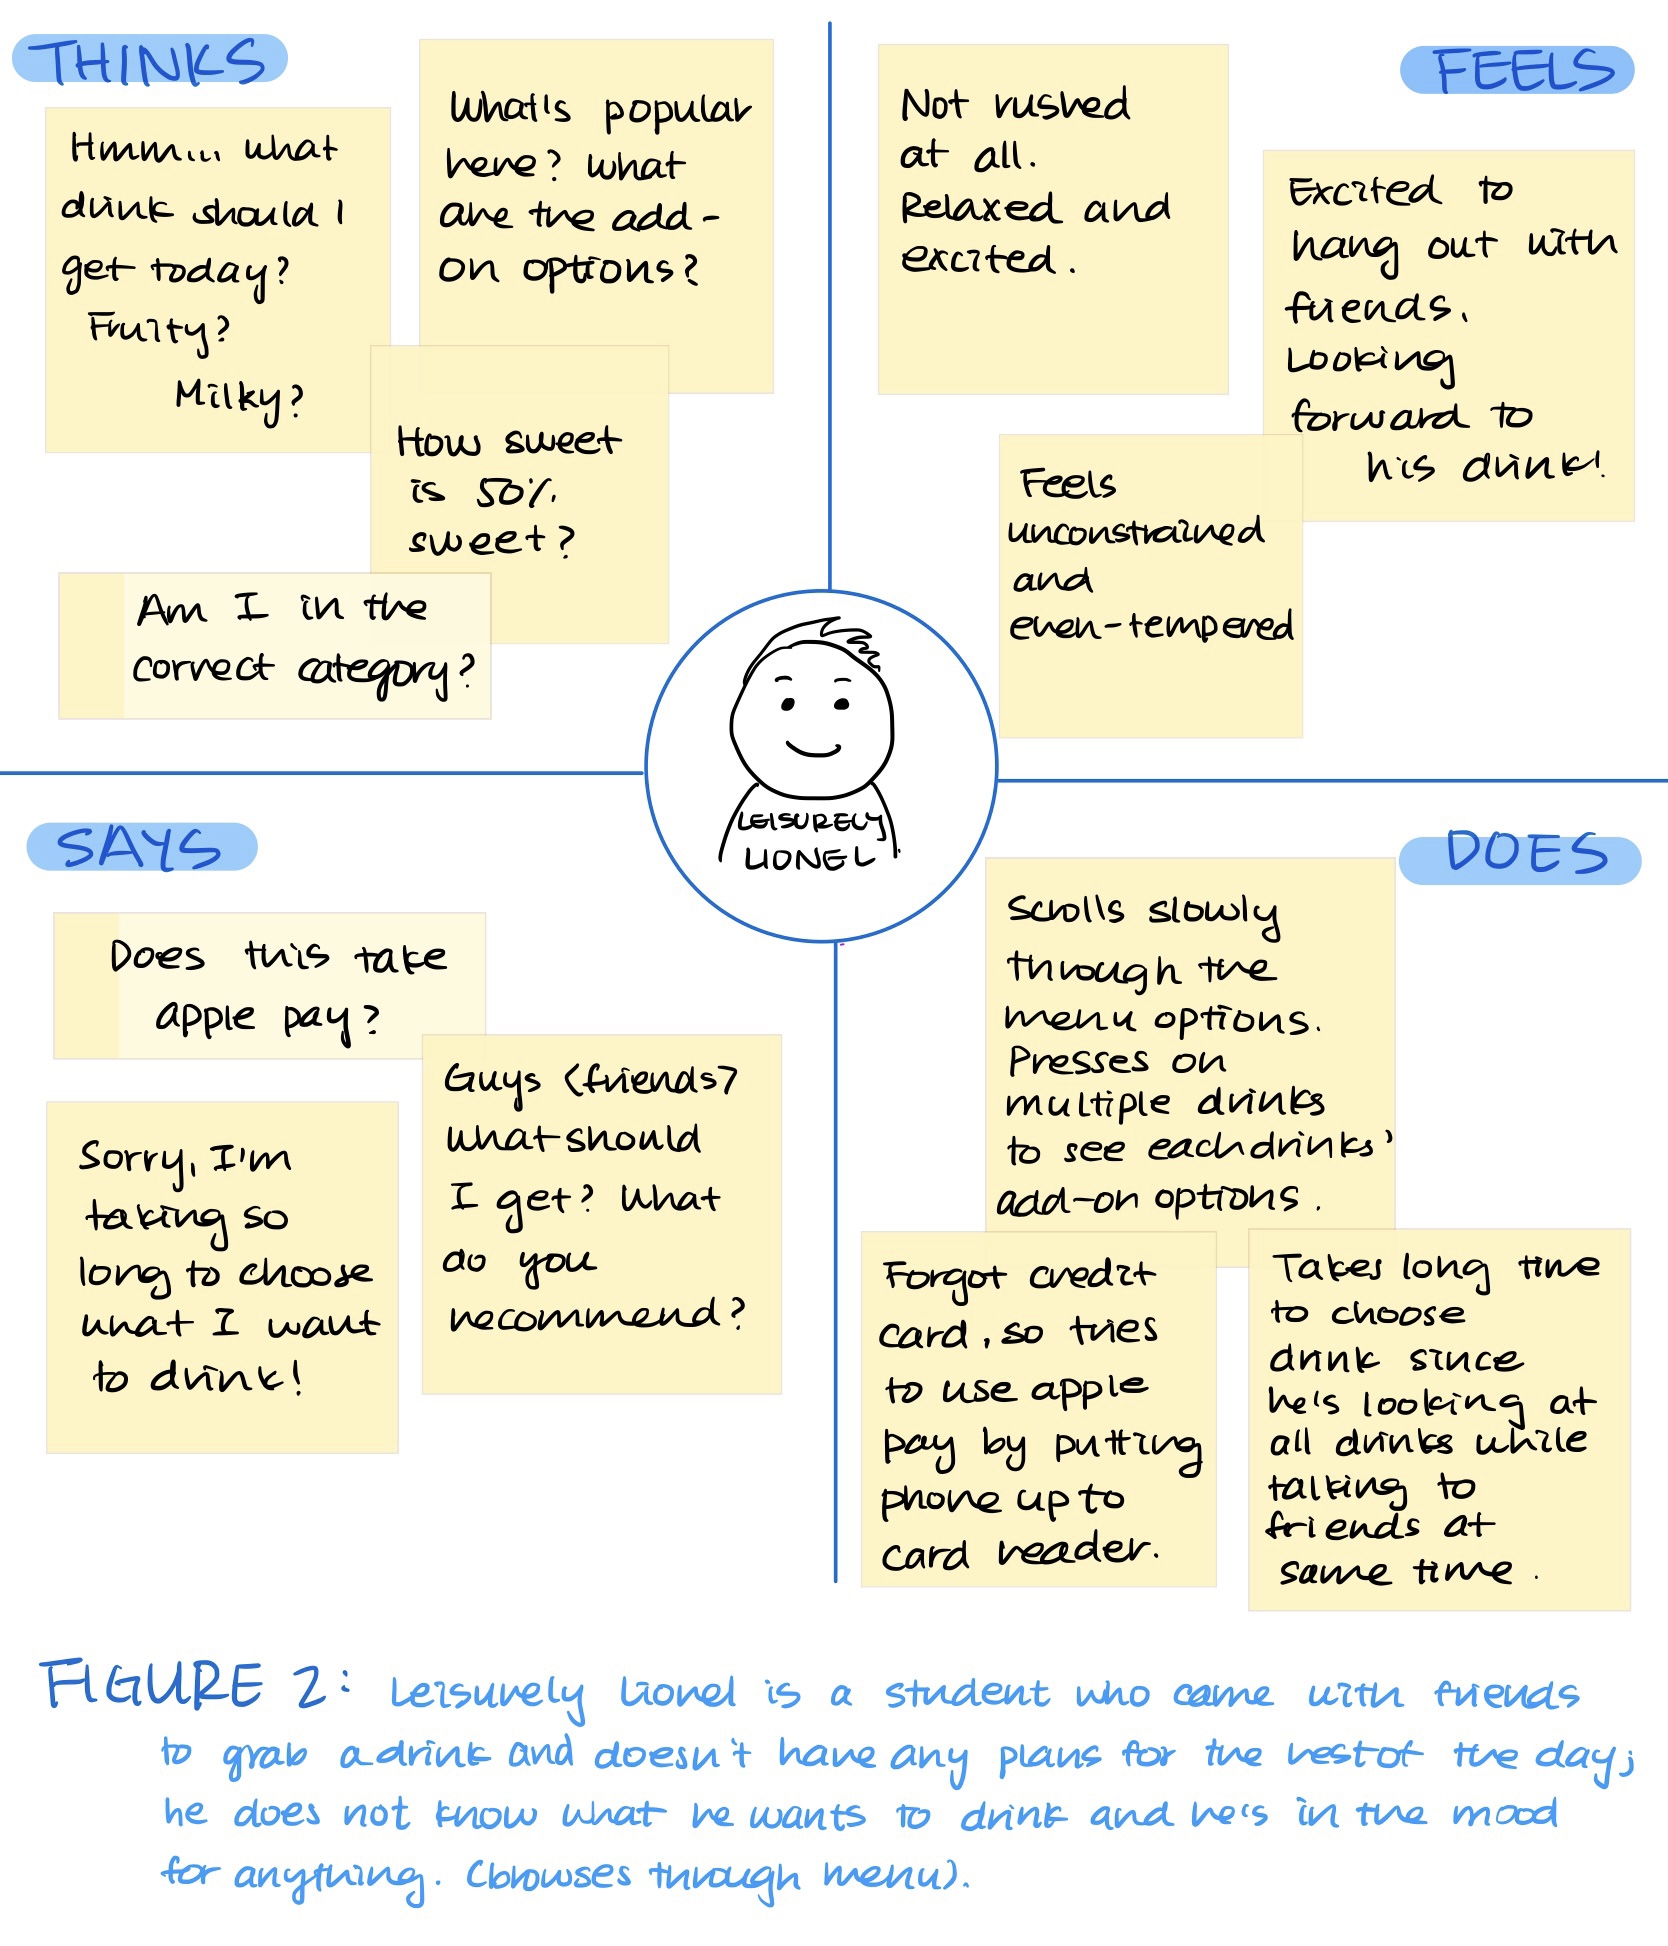 THINKS
Hmm... what
drink should I
get today?
Fruity?
Milky?
What's popular
here? What
are the add-
on options?
How sweet
is 50%
sweet?
Am I in the
correct category?
FEELS
Not rushed
at all.
Relaxed and
excited.
Excited to
hang out with
friends.
Looking
forward to
his drink!
Feels
unconstrained
and
even-tempered
LEISURELY
LIONEL
SAYS
Does this take
apple pay?
Guys (friends)
what should
I get? What
do you
recommend?
Sorry, I'm
taking so
long to choose
what I want
to drink!
DOES
Scrolls slowly
through the
menu options.
Presses on
multiple drinks
to see each drinks'
add-on options.
Forgot credit
card, so tries
to use apple
pay by putting
phone up to
card reader.
Takes long time
to choose
drink since
he's looking at
all drinks while
talking to
friends at
same time.
FIGURE 2: Leisurely Lionel is a student who came with friends
to grab a drink and doesn't have any plans for the rest of the day;
he does not know what he wants to drink and he's in the mood
for anything. (browses through menu).